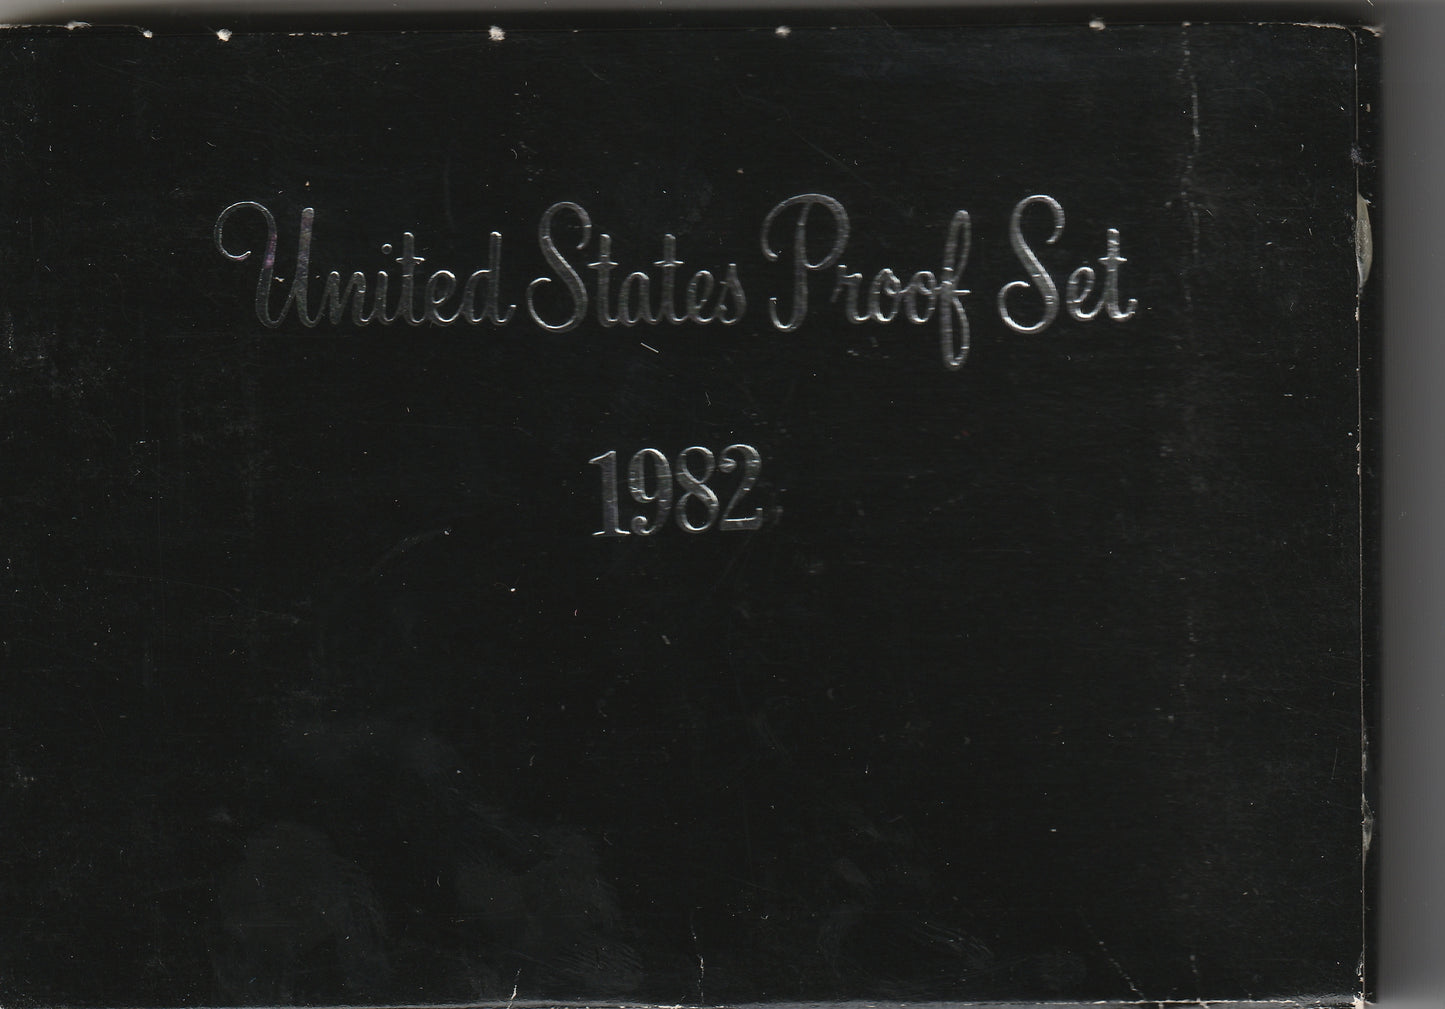 United States Proof Set
1982